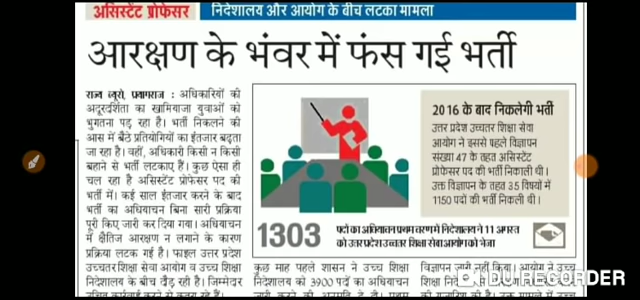 असिस्टेंट प्रोफेसर
निदेशालय और आयोग के बीच लटका मामला
आरक्षण के भंवर में फंस गई भर्ती
राज्य ब्यूरो, प्रयागराज : अधिकारियों की
अदूरदर्शिता का खामियाजा युवाओं को
भुगतना पड़ रहा है। भर्ती निकलने की
आस में बैठे प्रतियोगियों का इंतजार बढ़ता
जा रहा है। वहीं, अधिकारी किसी न किसी
बहाने से भर्ती लटकाए हैं। कुछ ऐसा ही
चल रहा है असिस्टेंट प्रोफेसर पद की
भर्ती में। कई साल इंतजार करने के बाद
भर्ती का अधियाचन बिना सारी प्रक्रिया
पूरी किए जारी कर दिया गया। अधियाचन
में क्षैतिज आरक्षण न लगाने के कारण
प्रक्रिया लटक गई है। फाइल उत्तर प्रदेश
उच्चतर शिक्षा सेवा आयोग व उच्च शिक्षा
निदेशालय के बीच दौड़ रही है। जिम्मेदार
2016 के बाद निकलेगी भर्ती
उत्तर प्रदेश उच्चतर शिक्षा सेवा
आयोग ने इससे पहले विज्ञापन
संख्या 47 के तहत असिस्टेंट
प्रोफेसर पद की भर्ती निकाली थी।
उक्त विज्ञापन के तहत 35 विषयों में
1150 पदों की भर्ती निकली थी।
1303
पदों का अधियाचन प्रथम चरण में निदेशालय ने 11 अगस्त
को उत्तर प्रदेश उच्चतर शिक्षा सेवा आयोग को भेजा
कुछ माह पहले शासन ने उच्च शिक्षा
निदेशालय को 3900 पदों का अधियाचन
विज्ञापन जारी नहीं किया। आयोग ने उच्च
DU RECORDER